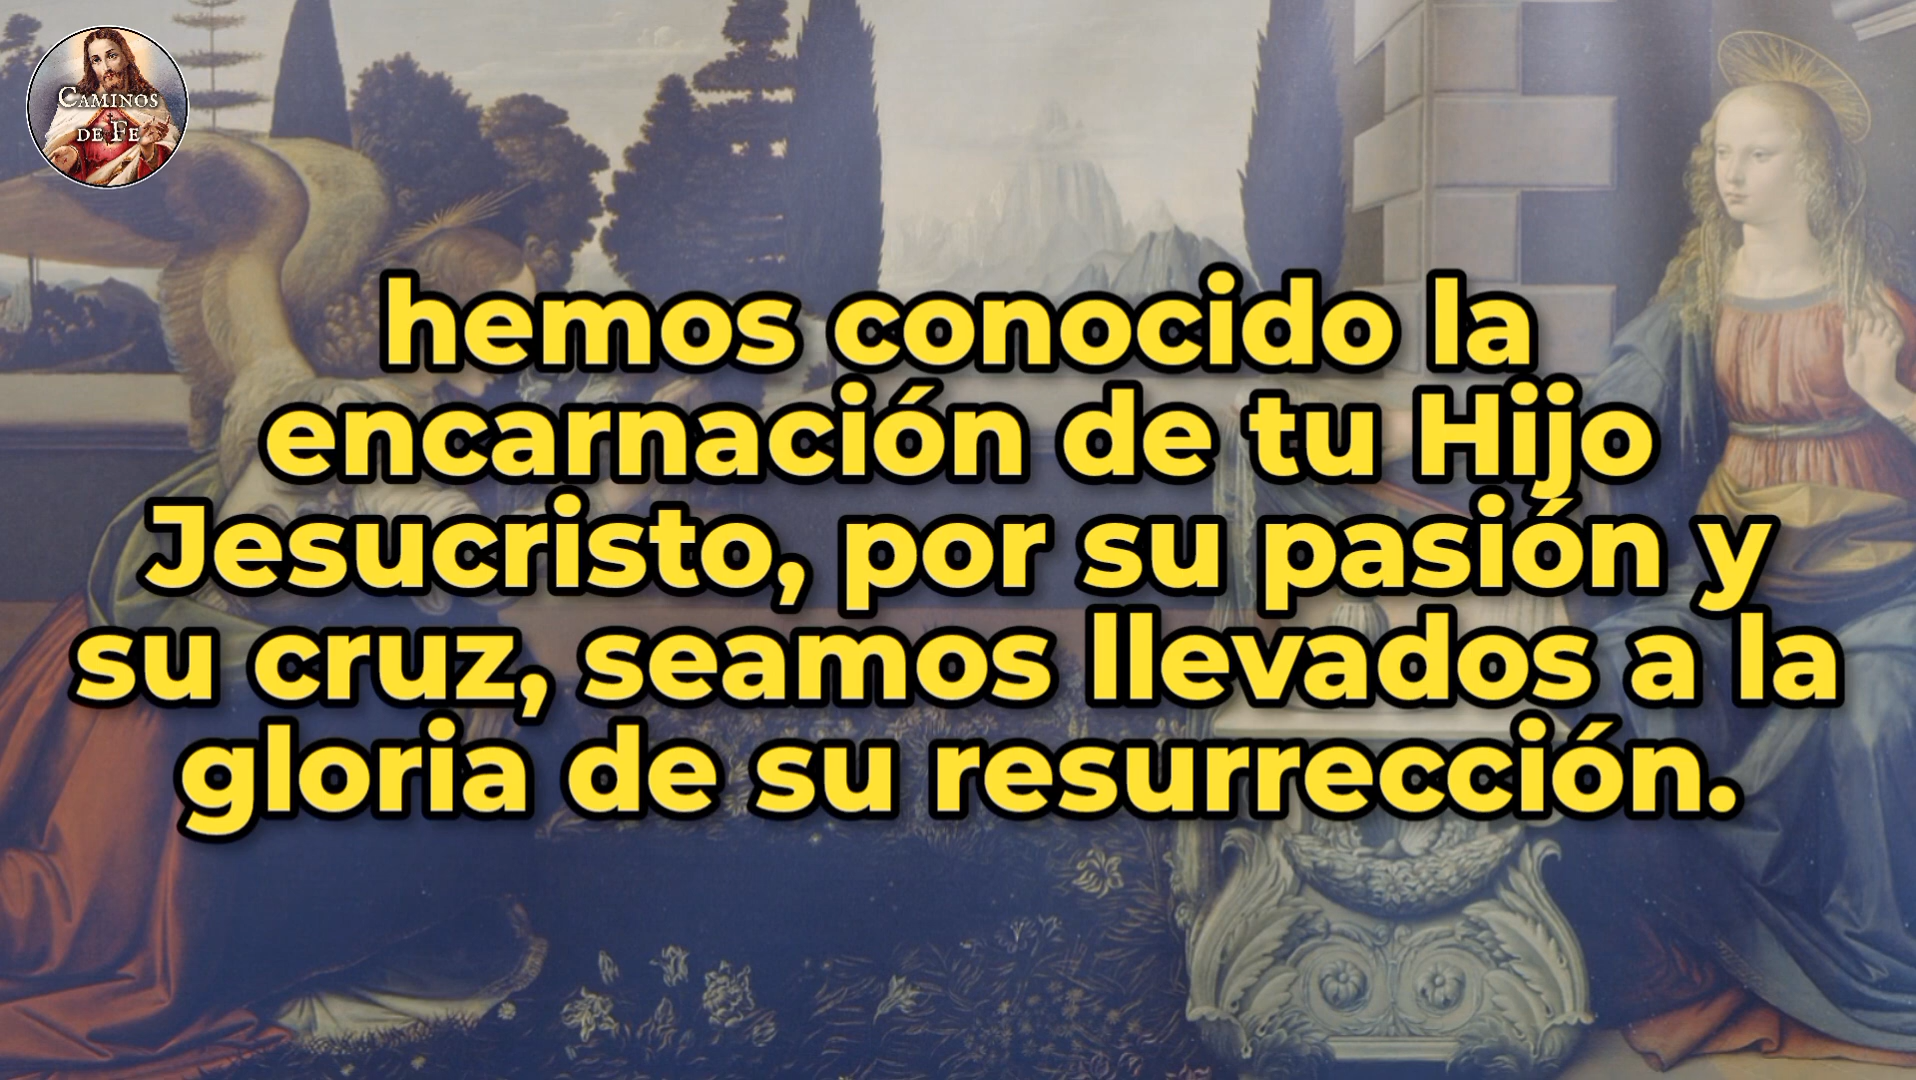 CAMINOS
DE FE
hemos conocido la
encarnación de tu Hijo
Jesucristo, por su pasión y
su cruz, seamos llevados a la
gloria de su resurrección.